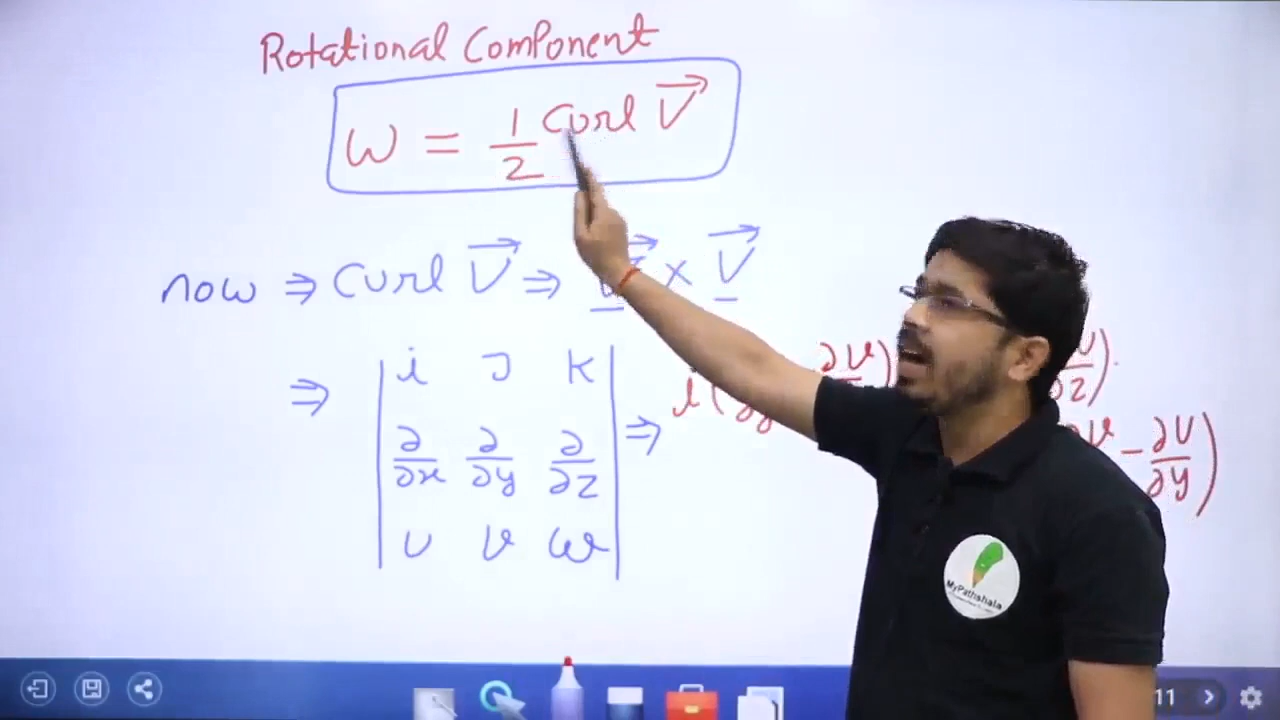 Rotational Component
ω = 1/2 Curl V⃗
now ⇒ Curl V⃗ ⇒ × V⃗
⇒ | i J K |
| ∂/∂x ∂/∂y ∂/∂z | ⇒ i(
| U V W |
− ∂U/∂y)
MyPathshala
11